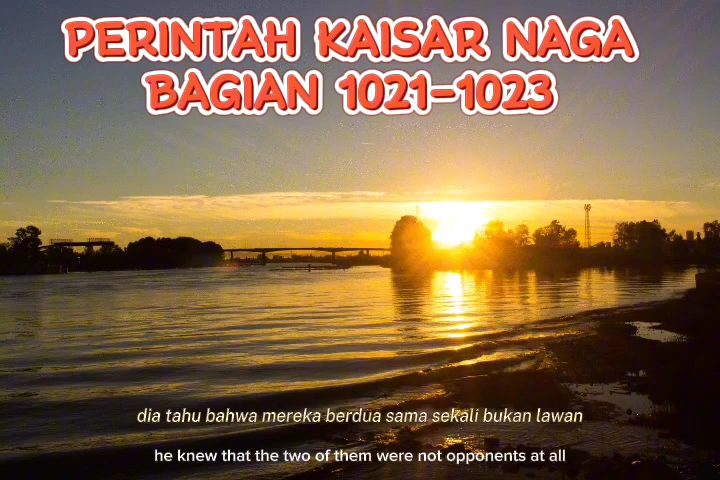 PERINTAH KAISAR NAGA
BAGIAN 1021-1023
dia tahu bahwa mereka berdua sama sekali bukan lawan
he knew that the two of them were not opponents at all